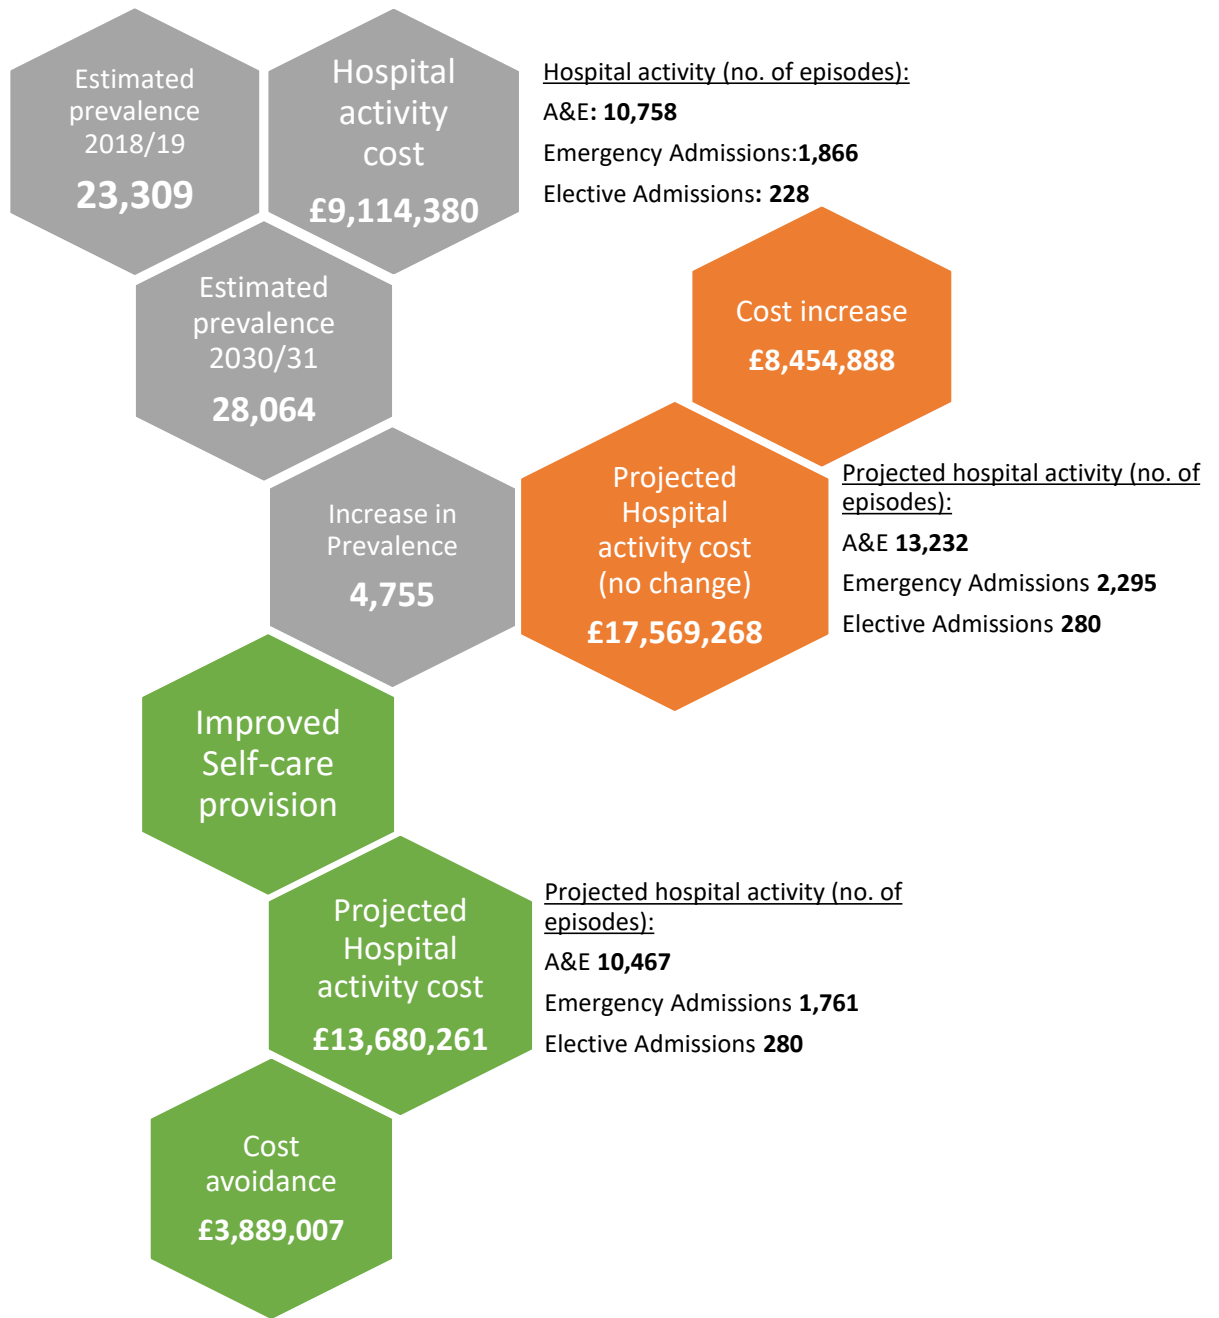 Estimated
prevalence
2018/19
23,309
Hospital
activity
cost
£9,114,380
Hospital activity (no. of episodes):
A&E: 10,758
Emergency Admissions:1,866
Elective Admissions: 228
Estimated
prevalence
2030/31
28,064
Cost increase
£8,454,888
Increase in
Prevalence
4,755
Projected
Hospital
activity cost
(no change)
£17,569,268
Projected hospital activity (no. of
episodes):
A&E 13,232
Emergency Admissions 2,295
Elective Admissions 280
Improved
Self-care
provision
Projected
Hospital
activity cost
£13,680,261
Projected hospital activity (no. of
episodes):
A&E 10,467
Emergency Admissions 1,761
Elective Admissions 280
Cost
avoidance
£3,889,007